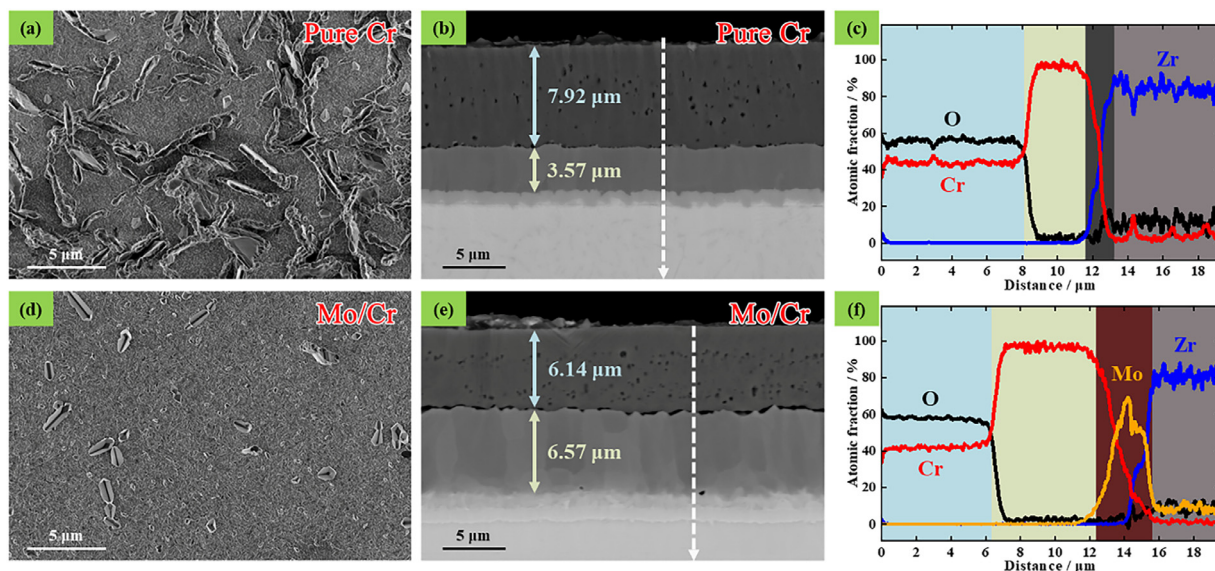 (a)
Pure Cr
5 µm
(b)
Pure Cr
7.92 µm
3.57 µm
5 µm
(c)
Zr
O
Cr
Atomic fraction / %
100
80
60
40
20
0
0 2 4 6 8 10 12 14 16 18
Distance / µm
(d)
Mo/Cr
5 µm
(e)
Mo/Cr
6.14 µm
6.57 µm
5 µm
(f)
Zr
Mo
O
Cr
Atomic fraction / %
100
80
60
40
20
0
0 2 4 6 8 10 12 14 16 18
Distance / µm